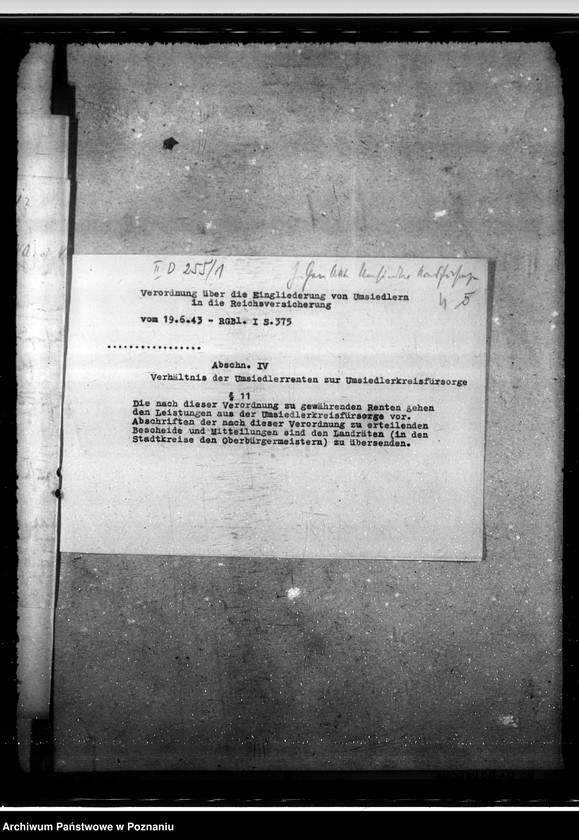 II D 255/1
Verordnung über die Eingliederung von Umsiedlern
in die Reichsversicherung
vom 19.6.43 - RGBl. I S.375
.................
Abschn. IV
Verhältnis der Umsiedlerrenten zur Umsiedlerkreisfürsorge
§ 11
Die nach dieser Verordnung zu gewährenden Renten gehen
den Leistungen aus der Umsiedlerkreisfürsorge vor.
Abschriften der nach dieser Verordnung zu erteilenden
Bescheide und Mitteilungen sind den Landräten (in den
Stadtkreise den Oberbürgermeistern) zu übersenden.
Archiwum Państwowe w Poznaniu